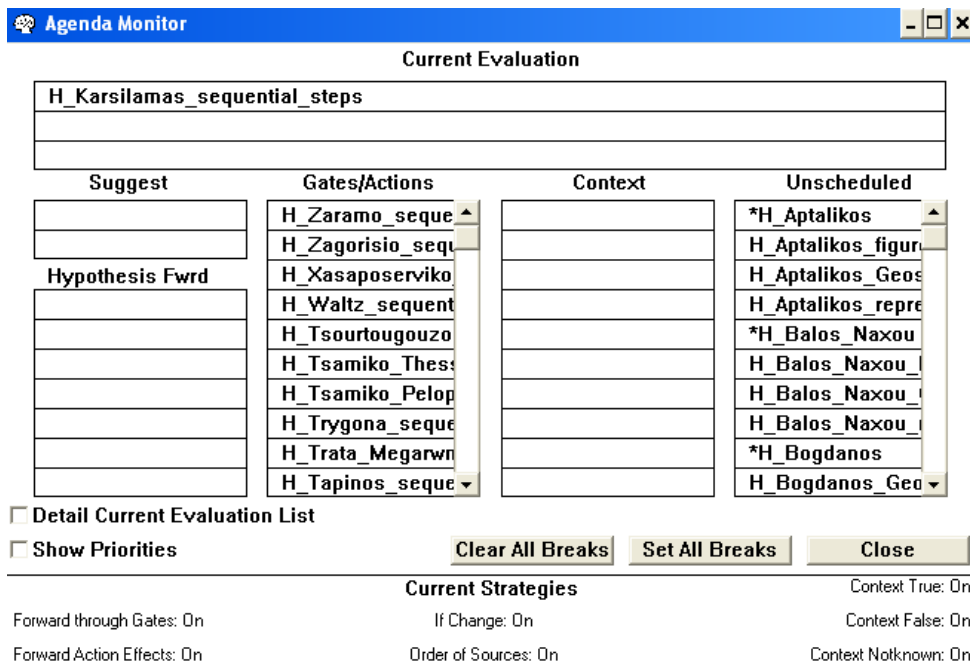 Agenda Monitor
Current Evaluation
H_Karsilamas_sequential_steps
Suggest
Hypothesis Fwrd
Gates/Actions
H_Zaramo_seque
H_Zagorisio_sequ
H_Xasaposerviko_
H_Waltz_sequent
H_Tsourtougouzo
H_Tsamiko_Thess
H_Tsamiko_Pelop
H_Trygona_seque
H_Trata_Megarwn
H_Tapinos_seque
Context
Unscheduled
*H_Aptalikos
H_Aptalikos_figur
H_Aptalikos_Geos
H_Aptalikos_repre
*H_Balos_Naxou
H_Balos_Naxou_
H_Balos_Naxou_
H_Balos_Naxou_
*H_Bogdanos
H_Bogdanos_Geo
Detail Current Evaluation List
Show Priorities
Clear All Breaks
Set All Breaks
Close
Current Strategies
Forward through Gates: On
Forward Action Effects: On
If Change: On
Order of Sources: On
Context True: On
Context False: On
Context Notknown: On